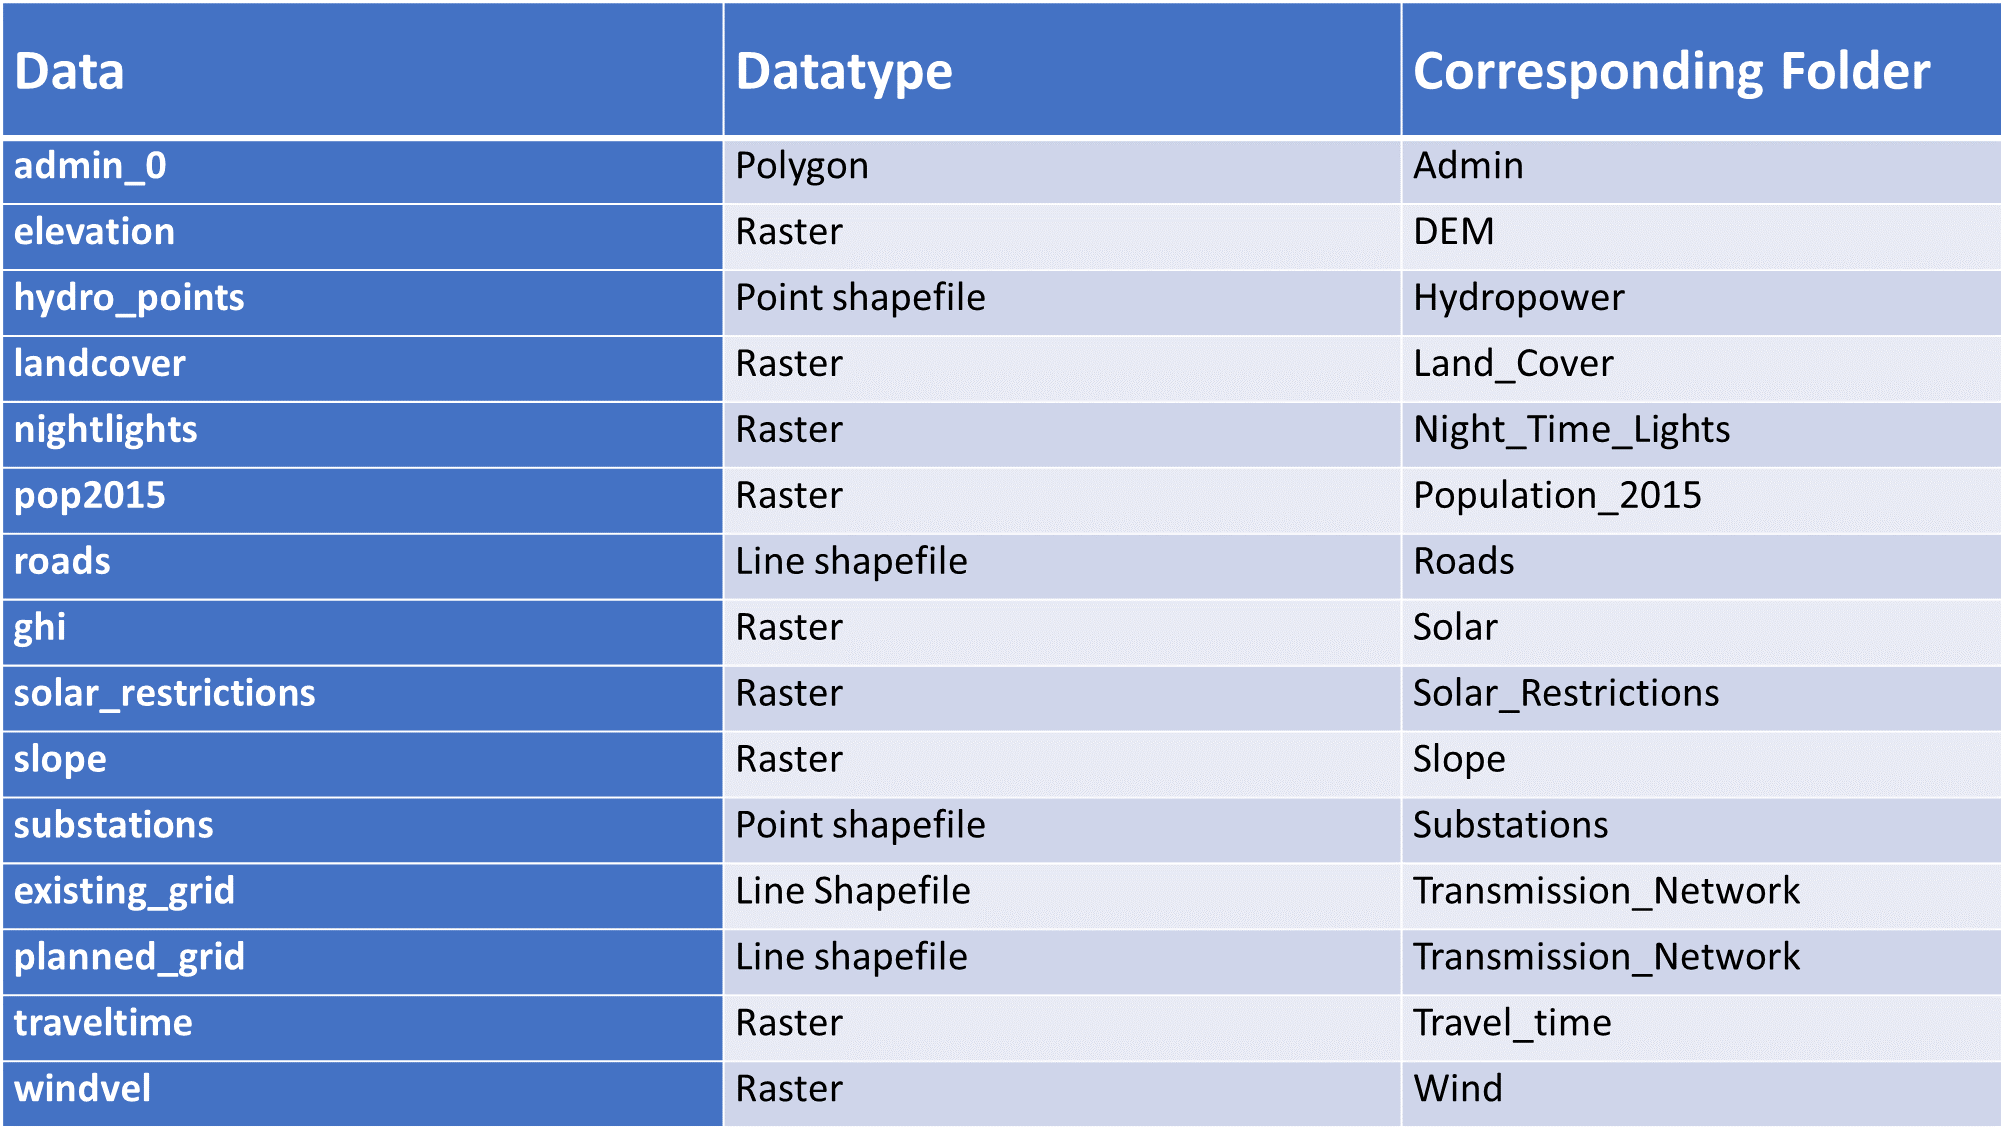 Data Datatype Corresponding Folder
admin_0 Polygon Admin
elevation Raster DEM
hydro_points Point shapefile Hydropower
landcover Raster Land_Cover
nightlights Raster Night_Time_Lights
pop2015 Raster Population_2015
roads Line shapefile Roads
ghi Raster Solar
solar_restrictions Raster Solar_Restrictions
slope Raster Slope
substations Point shapefile Substations
existing_grid Line Shapefile Transmission_Network
planned_grid Line shapefile Transmission_Network
traveltime Raster Travel_time
windvel Raster Wind